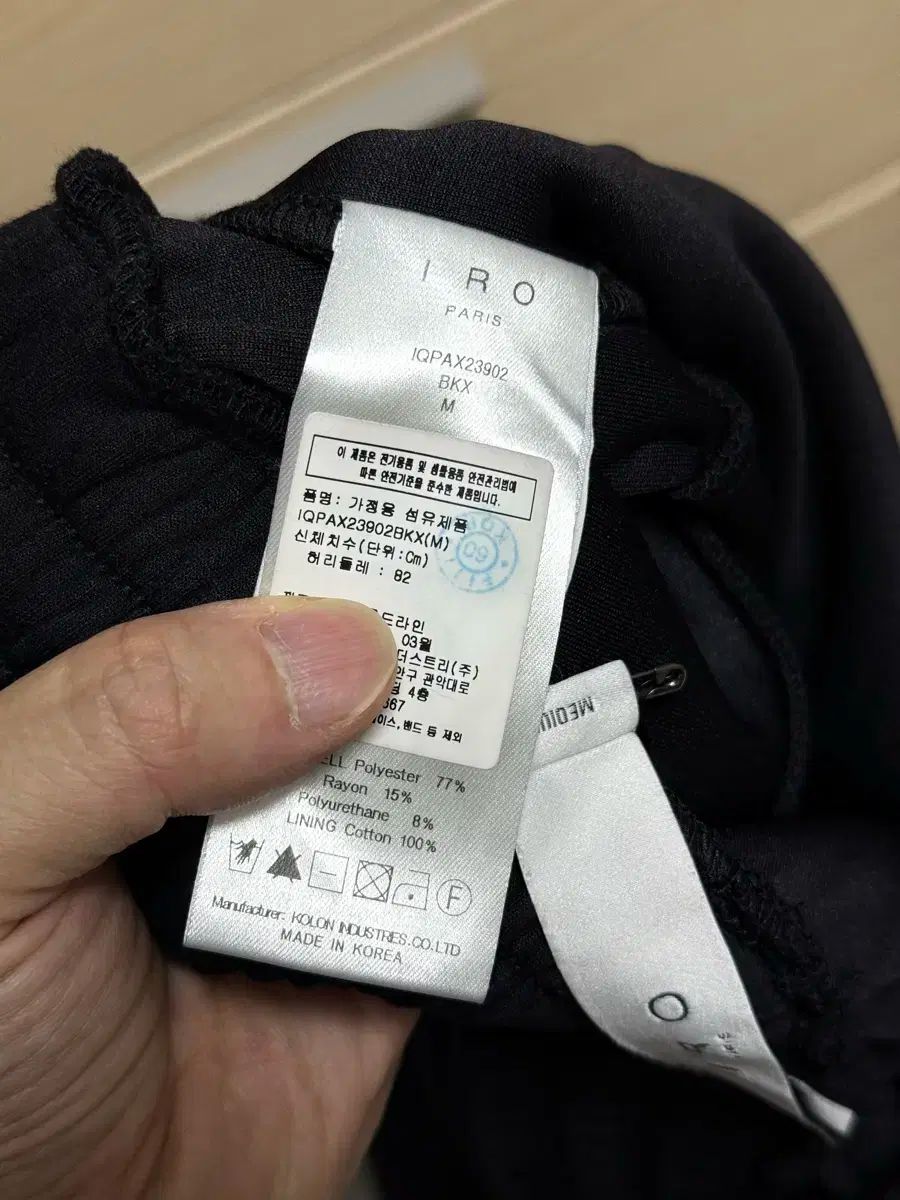 I R O
PARIS
IQPAX23902
BKX
M
이 제품은 전기용품 및 생활용품 안전관리법에
따른 안전기준을 준수한 제품입니다.
품명: 가정용 섬유제품
IQPAX23902BKX(M)
신체치수(단위:Cm)
허리둘레 : 82
드라인
03월
더스트리(주)
안구 관악대로
딩 4층
367
이스,밴드 등 제외
ELL Polyester 77%
Rayon 15%
Polyurethane 8%
LINING Cotton 100%
F
Manufacturer: KOLON INDUSTRIES.CO.LTD
MADE IN KOREA
MEDIU